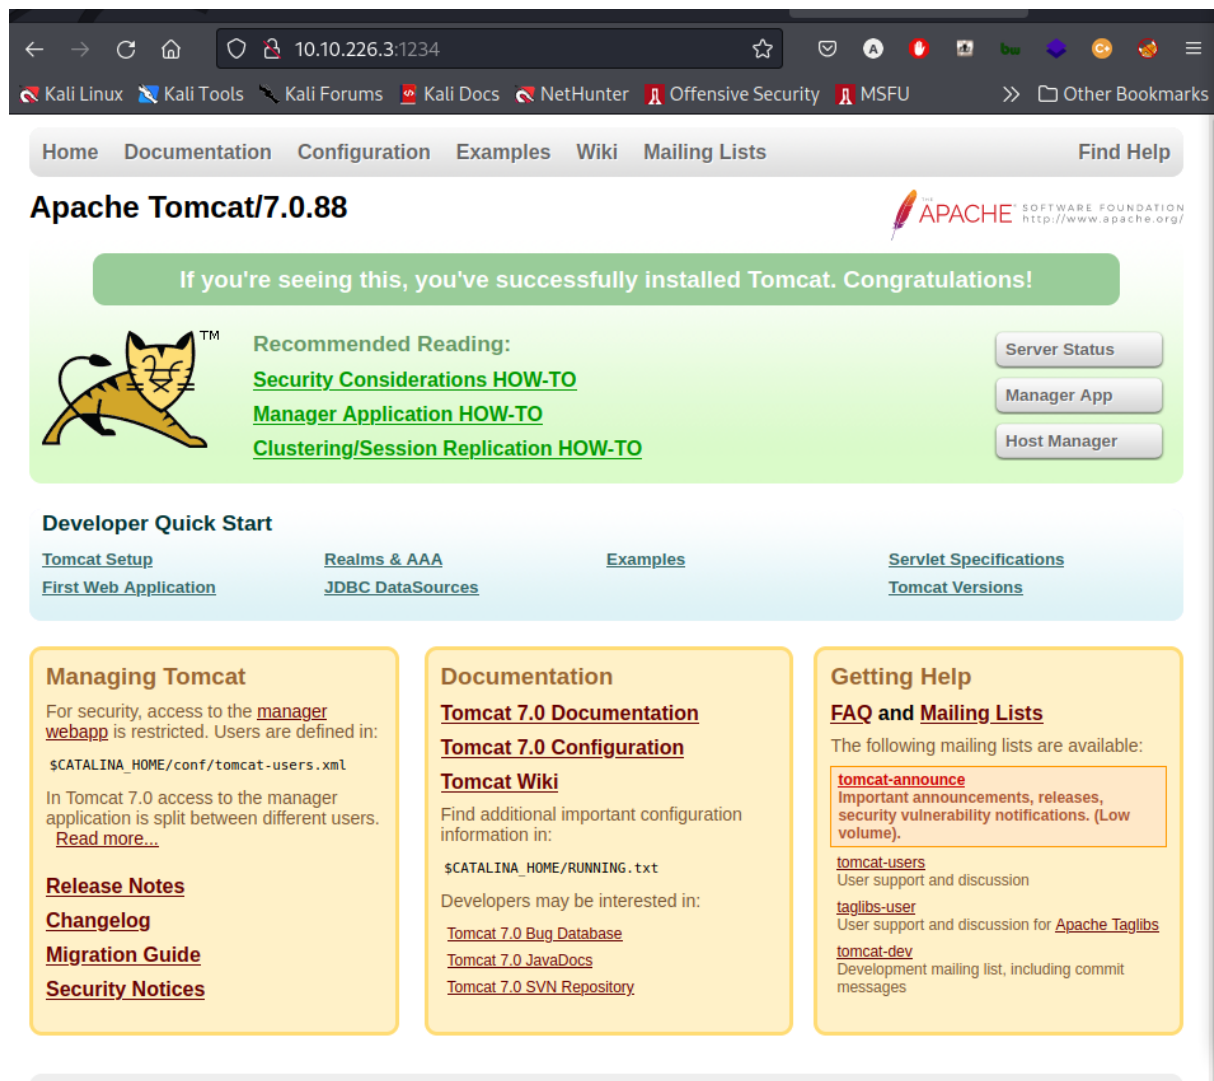 10.10.226.3:1234
Kali Linux Kali Tools Kali Forums Kali Docs NetHunter Offensive Security MSFU Other Bookmarks
Home Documentation Configuration Examples Wiki Mailing Lists Find Help
Apache Tomcat/7.0.88
THE APACHE SOFTWARE FOUNDATION
http://www.apache.org/
If you're seeing this, you've successfully installed Tomcat. Congratulations!
TM
Recommended Reading:
Security Considerations HOW-TO
Manager Application HOW-TO
Clustering/Session Replication HOW-TO
Server Status
Manager App
Host Manager
Developer Quick Start
Tomcat Setup
First Web Application
Realms & AAA
JDBC DataSources
Examples
Servlet Specifications
Tomcat Versions
Managing Tomcat
For security, access to the manager
webapp is restricted. Users are defined in:
$CATALINA_HOME/conf/tomcat-users.xml
In Tomcat 7.0 access to the manager
application is split between different users.
Read more...
Release Notes
Changelog
Migration Guide
Security Notices
Documentation
Tomcat 7.0 Documentation
Tomcat 7.0 Configuration
Tomcat Wiki
Find additional important configuration
information in:
$CATALINA_HOME/RUNNING.txt
Developers may be interested in:
Tomcat 7.0 Bug Database
Tomcat 7.0 JavaDocs
Tomcat 7.0 SVN Repository
Getting Help
FAQ and Mailing Lists
The following mailing lists are available:
tomcat-announce
Important announcements, releases,
security vulnerability notifications. (Low
volume).
tomcat-users
User support and discussion
taglibs-user
User support and discussion for Apache Taglibs
tomcat-dev
Development mailing list, including commit
messages